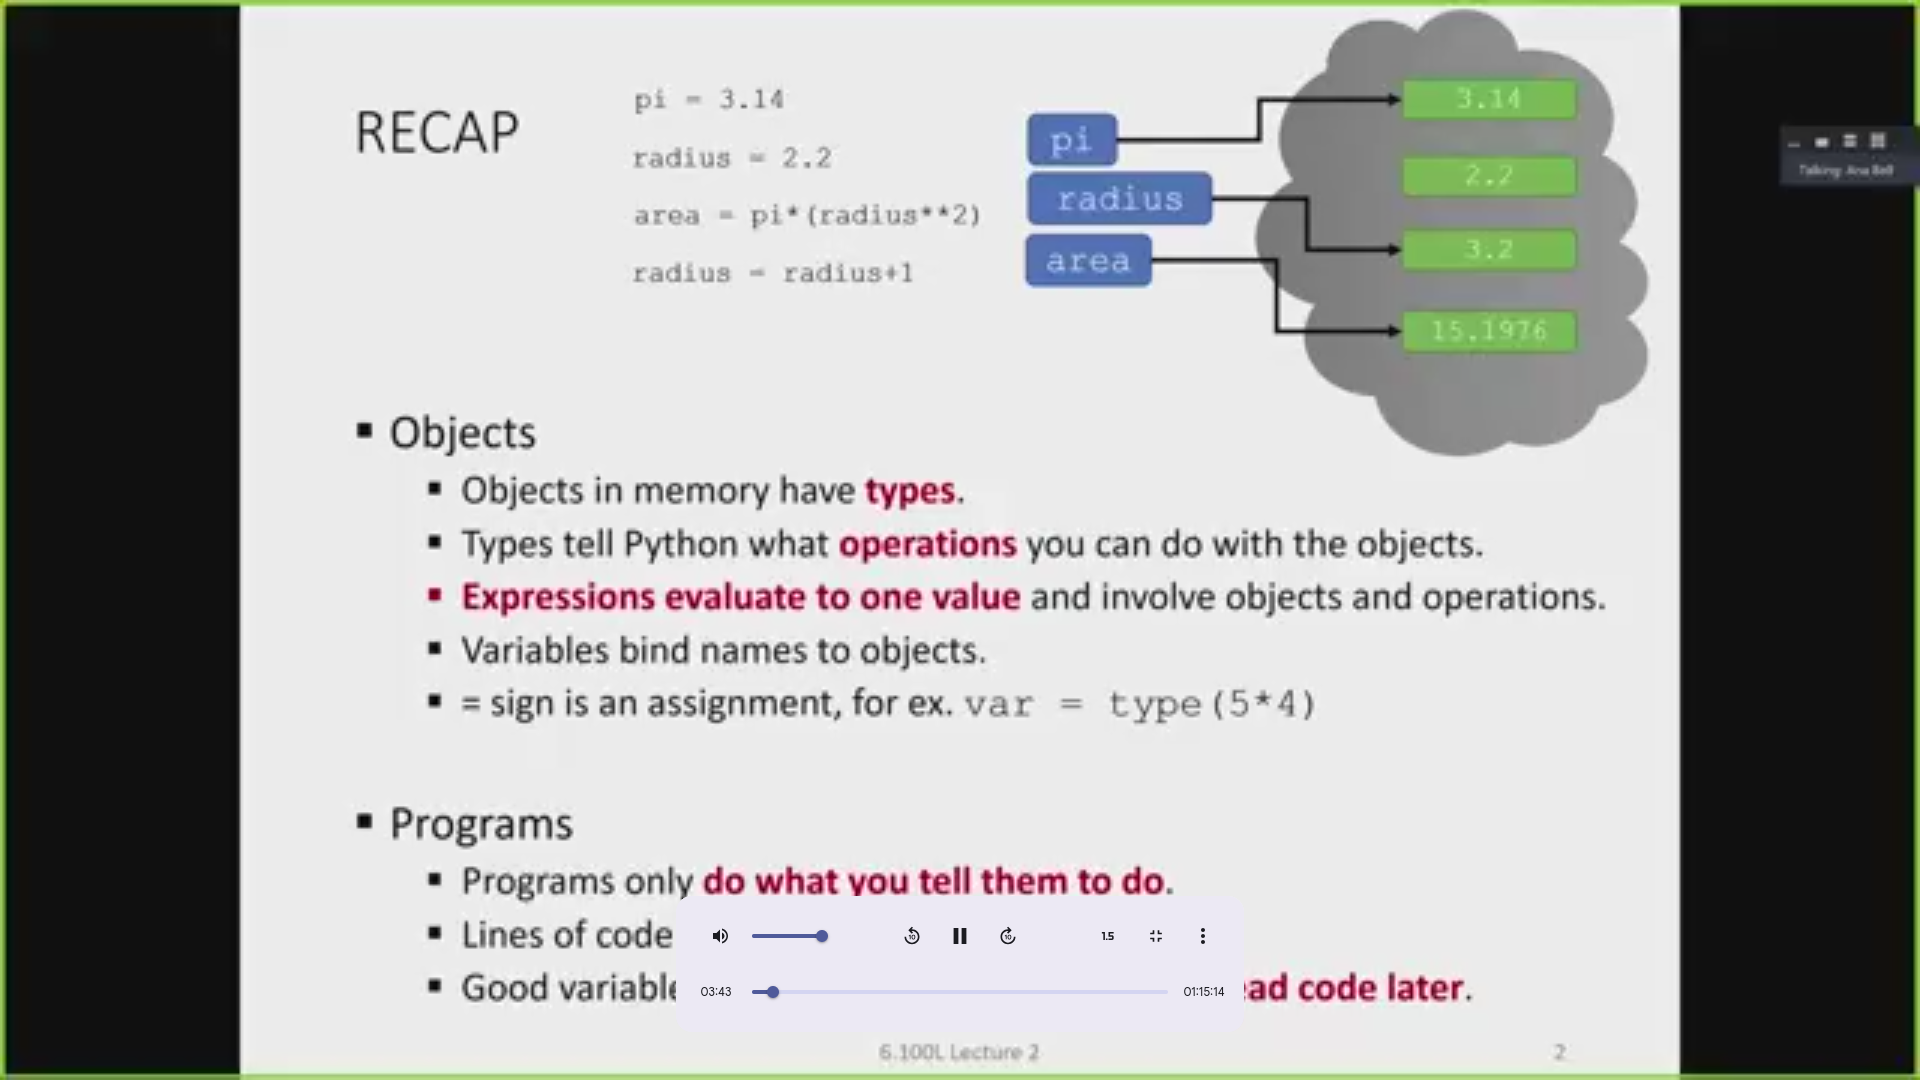 RECAP
pi = 3.14
radius = 2.2
area = pi*(radius**2)
radius = radius+1
pi
radius
area
3.14
2.2
3.2
15.1976
Talking: Ana Bell
▪ Objects
▪ Objects in memory have types.
▪ Types tell Python what operations you can do with the objects.
▪ Expressions evaluate to one value and involve objects and operations.
▪ Variables bind names to objects.
▪ = sign is an assignment, for ex. var = type(5*4)
▪ Programs
▪ Programs only do what you tell them to do.
▪ Lines of code
▪ Good variable ead code later.
10
10
1.5
03:43
01:15:14
6.100L Lecture 2
2